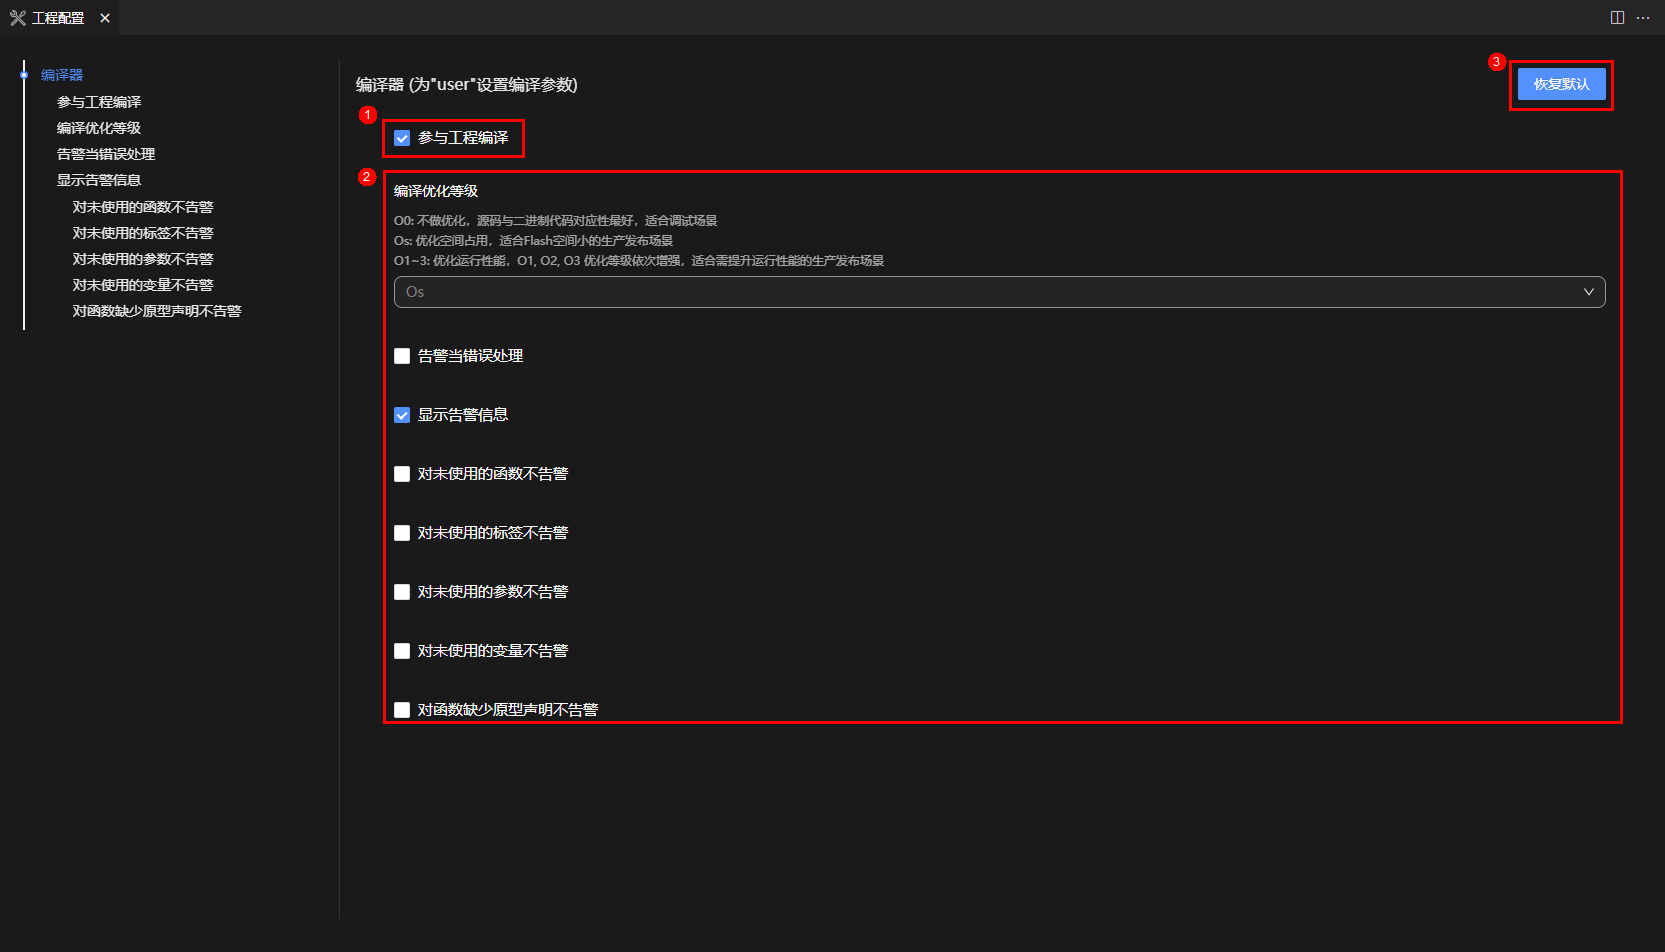 工程配置
编译器
参与工程编译
编译优化等级
告警当错误处理
显示告警信息
对未使用的函数不告警
对未使用的标签不告警
对未使用的参数不告警
对未使用的变量不告警
对函数缺少原型声明不告警
编译器 (为"user"设置编译参数)
3
恢复默认
1
参与工程编译
2
编译优化等级
O0: 不做优化，源码与二进制代码对应性最好，适合调试场景
Os: 优化空间占用，适合Flash空间小的生产发布场景
O1~3: 优化运行性能，O1, O2, O3 优化等级依次增强，适合需提升运行性能的生产发布场景
Os
告警当错误处理
显示告警信息
对未使用的函数不告警
对未使用的标签不告警
对未使用的参数不告警
对未使用的变量不告警
对函数缺少原型声明不告警